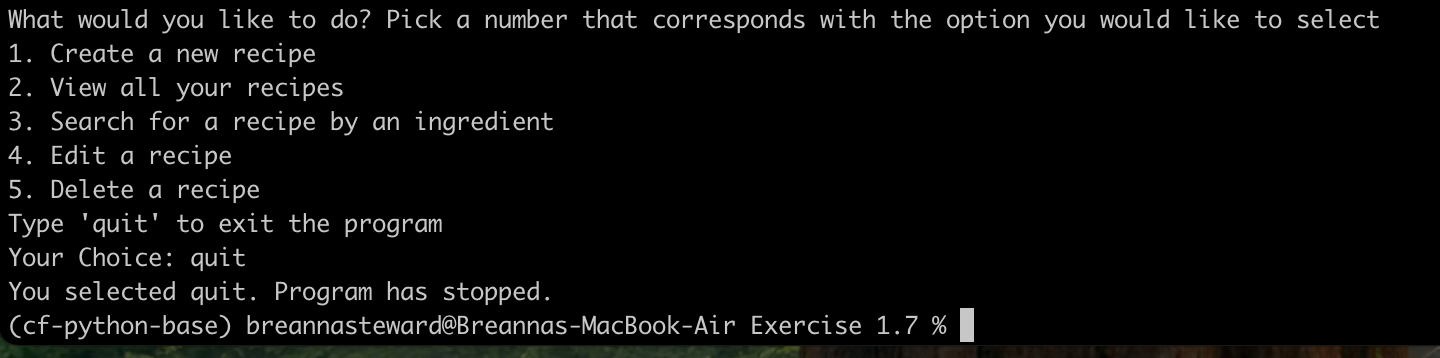 What would you like to do? Pick a number that corresponds with the option you would like to select
1. Create a new recipe
2. View all your recipes
3. Search for a recipe by an ingredient
4. Edit a recipe
5. Delete a recipe
Type 'quit' to exit the program
Your Choice: quit
You selected quit. Program has stopped.
(cf-python-base) breannasteward@Breannas-MacBook-Air Exercise 1.7 %